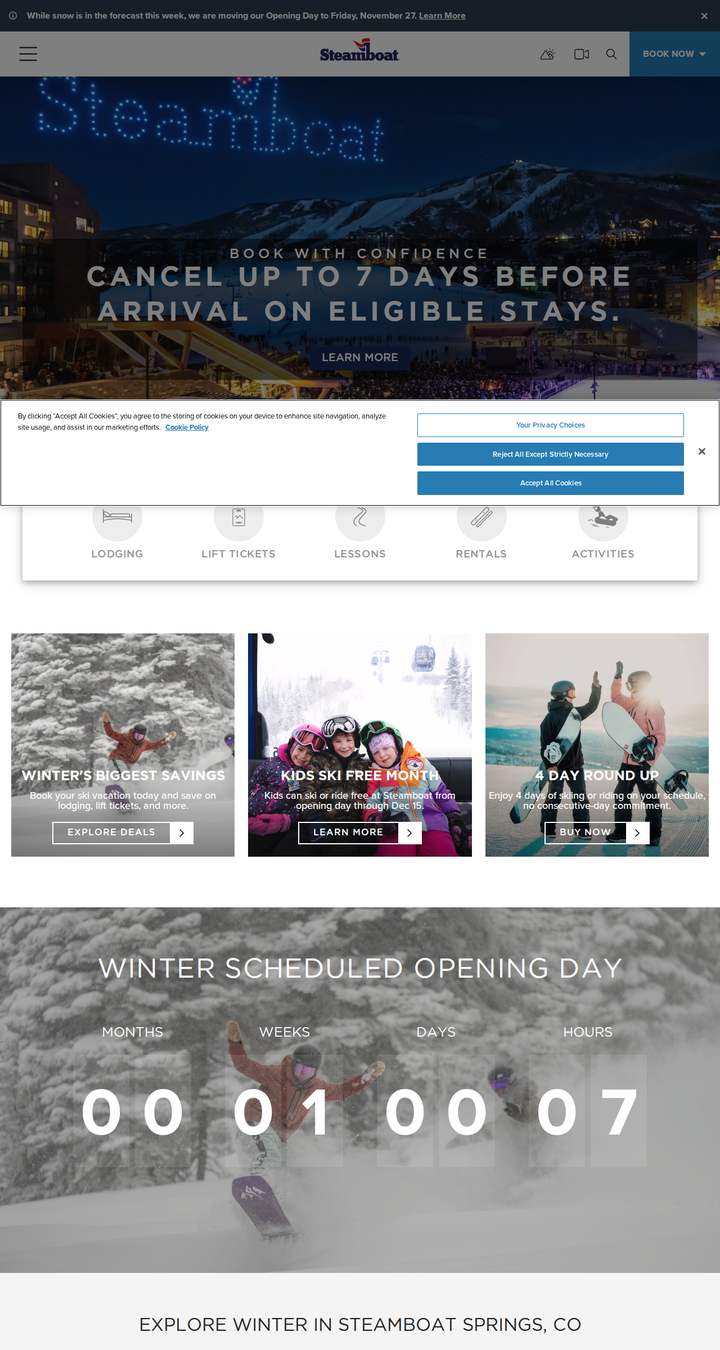 While snow is in the forecast this week, we are moving our Opening Day to Friday, November 27. Learn More
Steamboat
BOOK NOW
Steamboat
BOOK WITH CONFIDENCE
CANCEL UP TO 7 DAYS BEFORE
ARRIVAL ON ELIGIBLE STAYS.
LEARN MORE
By clicking "Accept All Cookies", you agree to the storing of cookies on your device to enhance site navigation, analyze
site usage, and assist in our marketing efforts. Cookie Policy
Your Privacy Choices
Reject All Except Strictly Necessary
Accept All Cookies
LODGING
LIFT TICKETS
LESSONS
RENTALS
ACTIVITIES
WINTER'S BIGGEST SAVINGS
Book your ski vacation today and save on
lodging, lift tickets, and more.
EXPLORE DEALS
KIDS SKI FREE MONTH
Kids can ski or ride free at Steamboat from
opening day through Dec 15.
LEARN MORE
4 DAY ROUND UP
Enjoy 4 days of skiing or riding on your schedule,
no consecutive-day commitment.
BUY NOW
WINTER SCHEDULED OPENING DAY
MONTHS WEEKS DAYS HOURS
00 01 00 07
EXPLORE WINTER IN STEAMBOAT SPRINGS, CO